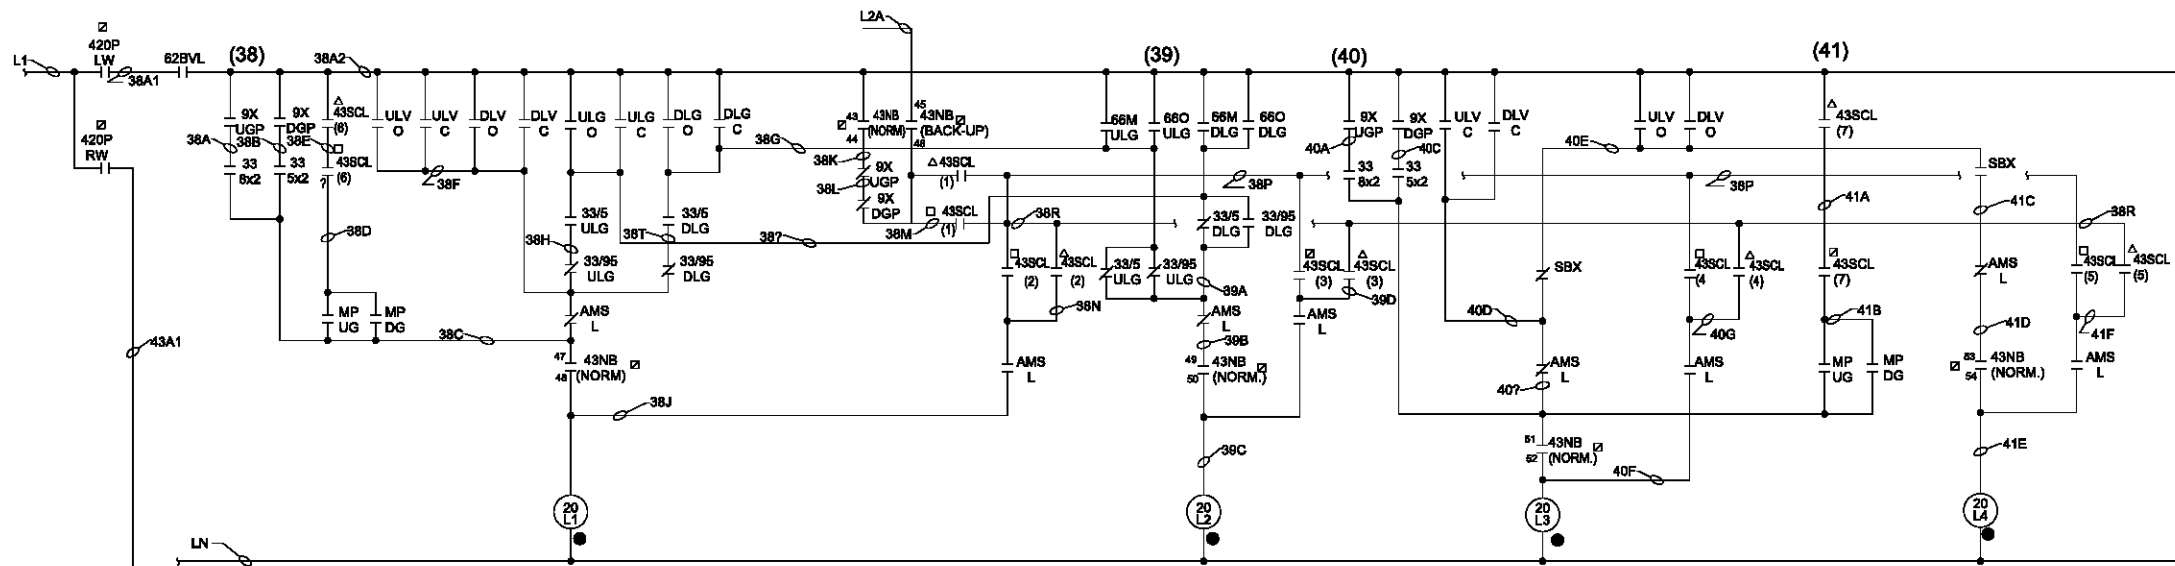 L2A
L1
420P
LW
38A1
62BVL
(38)
38A2
(39)
(40)
(41)
420P
RW
9X
UGP
9X
DGP
43SCL
(6)
38A
38B
38E
33
8x2
33
5x2
43SCL
(6)
7
ULV
O
ULV
C
DLV
O
DLV
C
ULG
O
ULG
C
DLG
O
DLG
C
38F
38G
43
43NB
(NORM)
44
45
43NB
(BACK-UP)
46
38K
9X
UGP
38L
9X
DGP
38M
43SCL
(1)
43SCL
(1)
38R
66M
ULG
66O
ULG
66M
DLG
66O
DLG
38P
9X
UGP
9X
DGP
40A
40C
33
8x2
33
5x2
ULV
C
DLV
C
40E
ULV
O
DLV
O
38P
43SCL
(7)
41A
SBX
41C
38R
38D
38H
33/5
ULG
38T
33/5
DLG
38?
33/95
ULG
33/95
DLG
43SCL
(2)
43SCL
(2)
38N
33/5
ULG
33/95
ULG
33/5
DLG
33/95
DLG
39A
43SCL
(3)
43SCL
(3)
39D
SBX
43SCL
(4
43SCL
(4)
43SCL
(7)
AMS
L
43SCL
(5)
43SCL
(5)
MP
UG
MP
DG
38C
AMS
L
47
43NB
(NORM)
48
38J
AMS
L
AMS
L
39B
49
43NB
(NORM.)
50
AMS
L
40D
40G
41B
41D
41F
AMS
L
40?
AMS
L
MP
UG
MP
DG
53
43NB
(NORM.)
54
AMS
L
43A1
39C
51
43NB
(NORM.)
52
40F
41E
20
L1
20
L2
20
L3
20
L4
LN